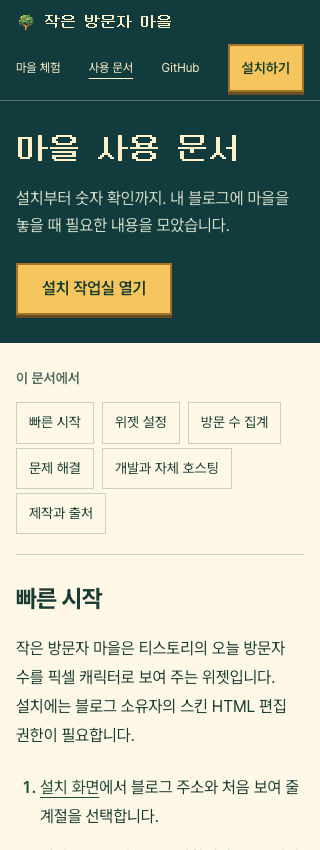 작은 방문자 마을
마을 체험 사용 문서 GitHub 설치하기
마을 사용 문서
설치부터 숫자 확인까지. 내 블로그에 마을을
놓을 때 필요한 내용을 모았습니다.
설치 작업실 열기
이 문서에서
빠른 시작 위젯 설정 방문 수 집계
문제 해결 개발과 자체 호스팅
제작과 출처
빠른 시작
작은 방문자 마을은 티스토리의 오늘 방문자
수를 픽셀 캐릭터로 보여 주는 위젯입니다.
설치에는 블로그 소유자의 스킨 HTML 편집
권한이 필요합니다.
1. 설치 화면에서 블로그 주소와 처음 보여 줄
계절을 선택합니다.